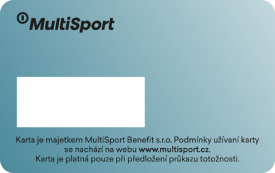 MultiSport
Karta je majetkem MultiSport Benefit s.r.o. Podmínky užívaní karty
se nachází na webu www.multisport.cz.
Karta je platná pouze při předložení průkazu totožnosti.